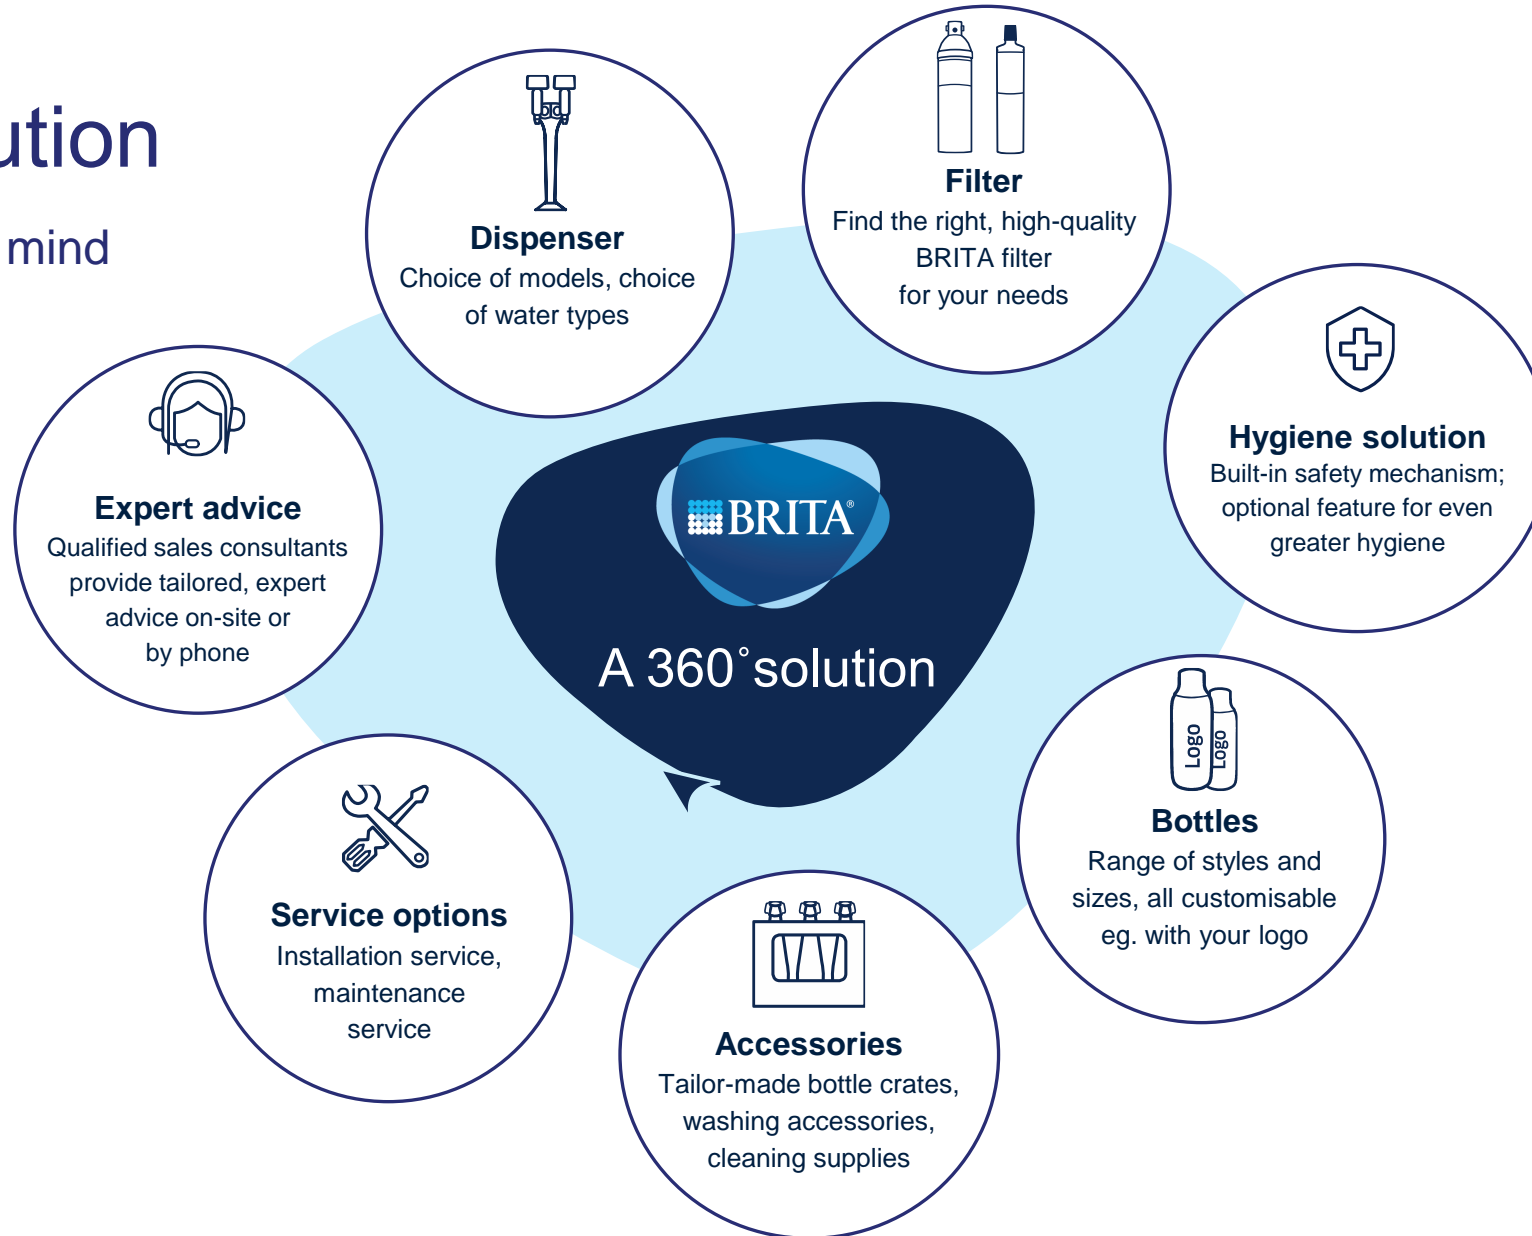 ution
mind
Dispenser
Choice of models, choice
of water types
Filter
Find the right, high-quality
BRITA filter
for your needs
Hygiene solution
Built-in safety mechanism;
optional feature for even
greater hygiene
Bottles
Logo
Logo
Range of styles and
sizes, all customisable
eg. with your logo
Accessories
Tailor-made bottle crates,
washing accessories,
cleaning supplies
Service options
Installation service,
maintenance
service
Expert advice
Qualified sales consultants
provide tailored, expert
advice on-site or
by phone
BRITA®
A 360°solution